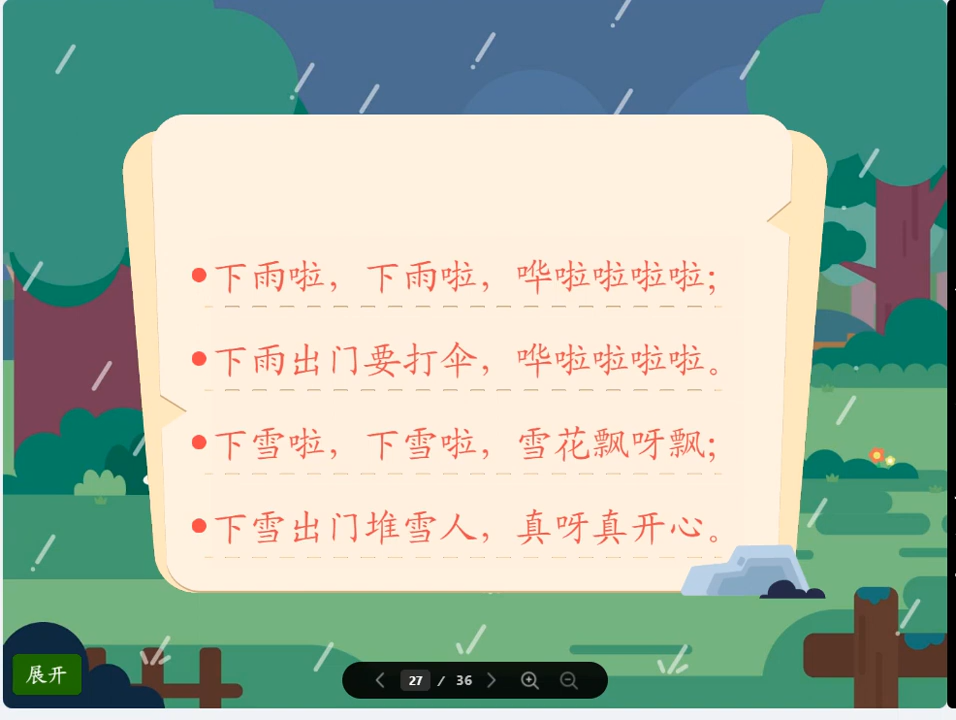 ●下雨啦，下雨啦，哗啦啦啦啦；
●下雨出门要打伞，哗啦啦啦啦。
●下雪啦，下雪啦，雪花飘呀飘；
●下雪出门堆雪人，真呀真开心。
展开
27 / 36